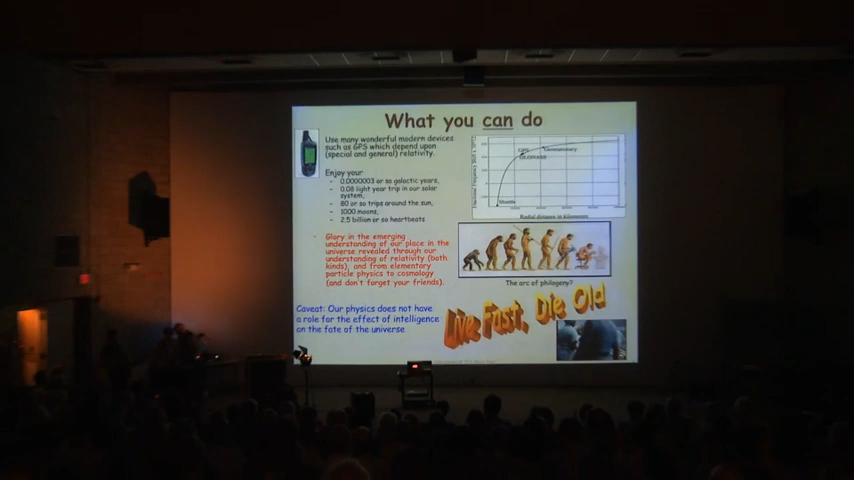 What you can do
Use many wonderful modern devices
such as GPS which depend upon
(special and general) relativity.
Enjoy your
- 0.0000003 or so galactic years,
- 0.08 light year trip in our solar
system,
- 80 or so trips around the sun,
- 1000 moons,
- 2.5 billion or so heartbeats
Glory in the emerging
understanding of our place in the
universe revealed through our
understanding of relativity (both
kinds), and from elementary
particle physics to cosmology
(and don't forget your friends).
Caveat: Our physics does not have
a role for the effect of intelligence
on the fate of the universe
GPS
Geostationary
GLONASS
Shuttle
Radial distance in kilometers
The arc of philogeny?
Live Fast, Die Old